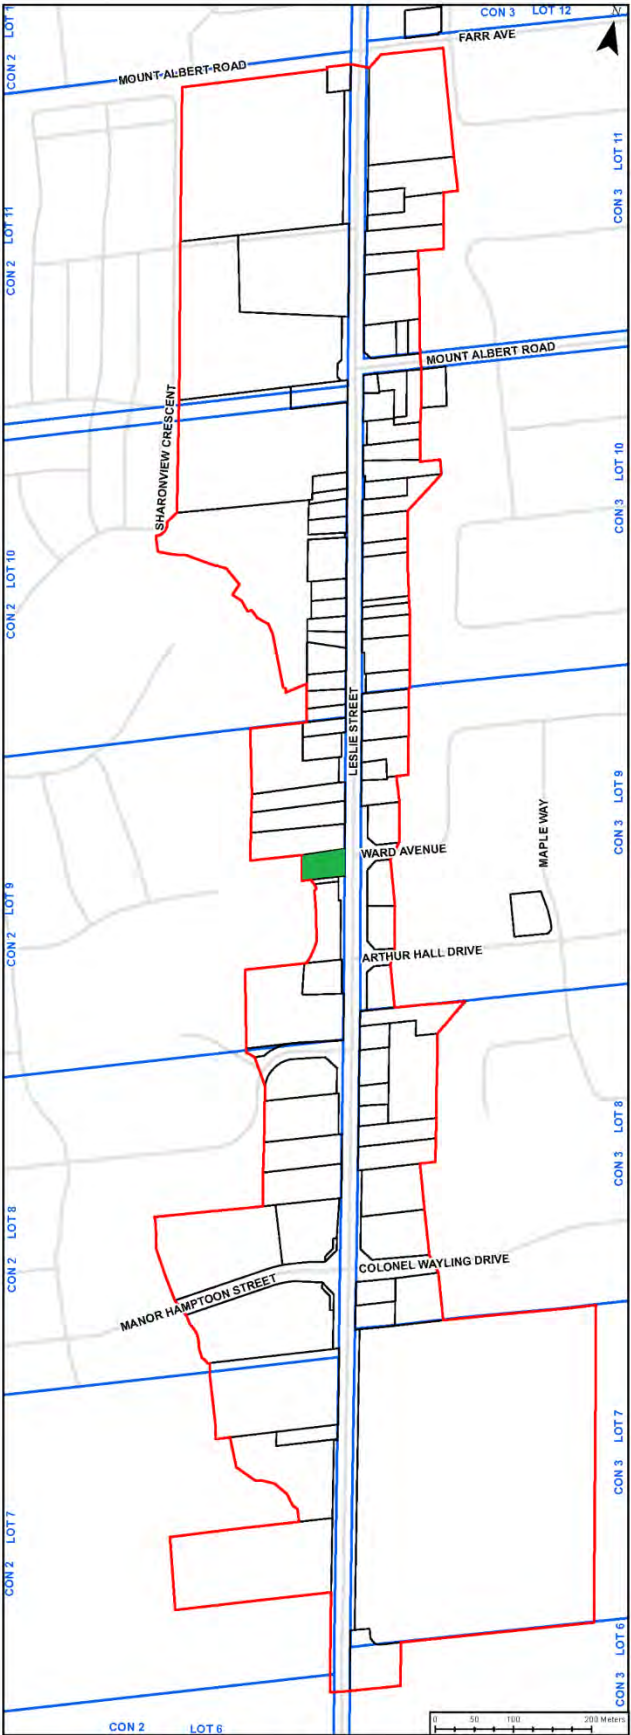 CON 3 LOT 12
N
LOT 1
CON 2
FARR AVE
MOUNT ALBERT ROAD
LOT 11
CON 3
LOT 11
CON 2
MOUNT ALBERT ROAD
SHARONVIEW CRESCENT
LOT 10
CON 3
LOT 10
CON 2
LESLIE STREET
LOT 9
CON 3
MAPLE WAY
WARD AVENUE
LOT 9
CON 2
ARTHUR HALL DRIVE
LOT 8
CON 3
LOT 8
CON 2
COLONEL WAYLING DRIVE
MANOR HAMPTOON STREET
LOT 7
CON 3
LOT 7
CON 2
LOT 6
CON 3
0 50 100 200 Meters
CON 2 LOT 6